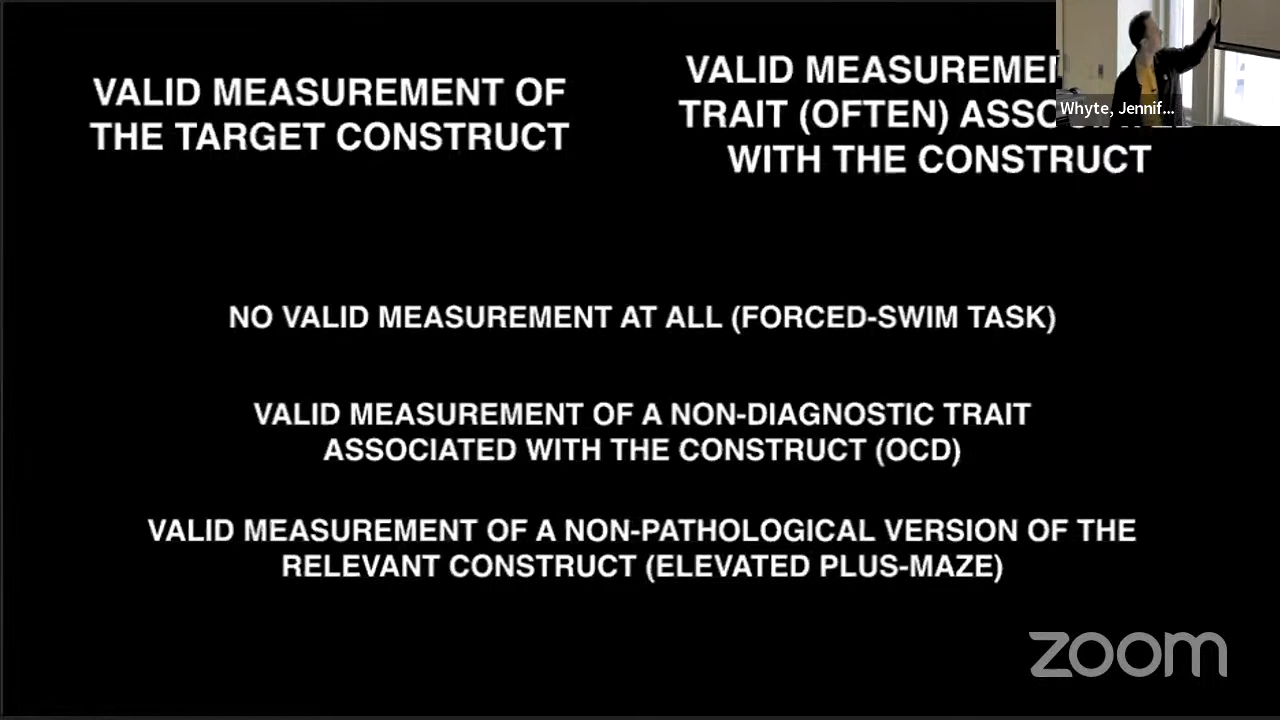 VALID MEASUREMENT OF
THE TARGET CONSTRUCT
VALID
TRAIT (OFTEN)
WITH THE CONSTRUCT
Whyte, Jennif...
NO VALID MEASUREMENT AT ALL (FORCED-SWIM TASK)
VALID MEASUREMENT OF A NON-DIAGNOSTIC TRAIT
ASSOCIATED WITH THE CONSTRUCT (OCD)
VALID MEASUREMENT OF A NON-PATHOLOGICAL VERSION OF THE
RELEVANT CONSTRUCT (ELEVATED PLUS-MAZE)
zoom